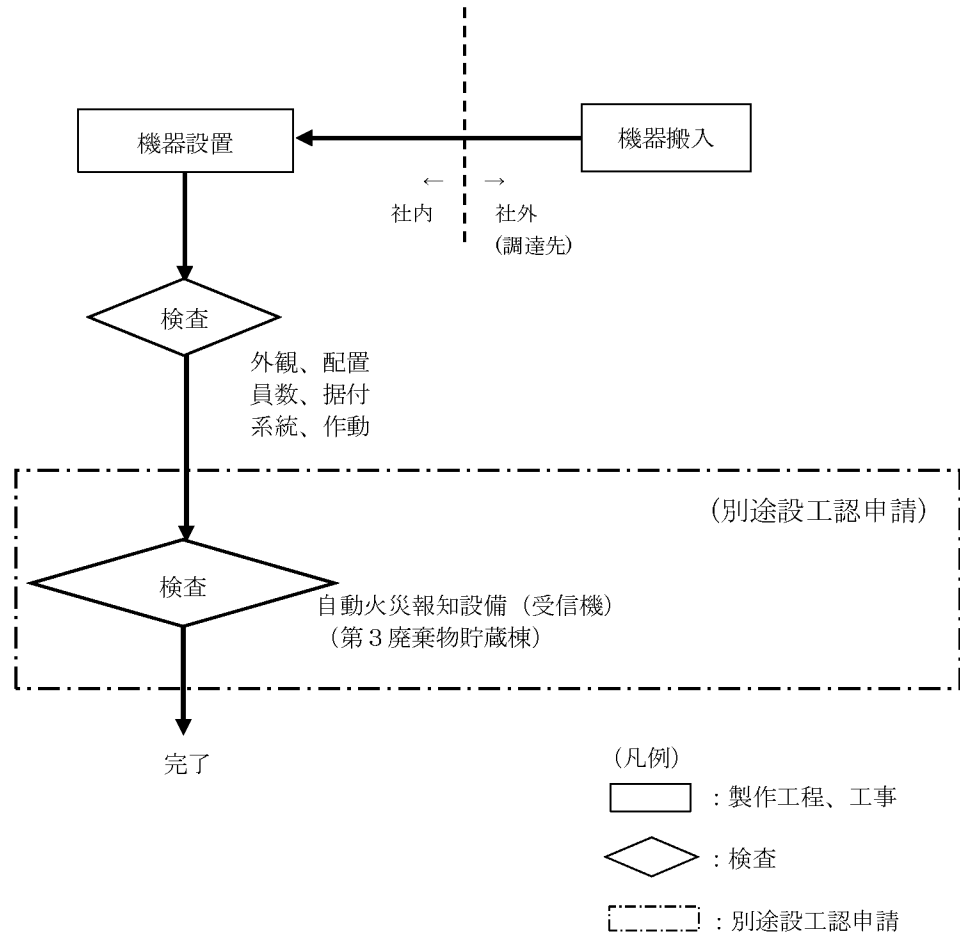 機器設置
機器搬入
← →
社内 社外
(調達先)
検査
外観、配置
員数、据付
系統、作動
(別途設工認申請)
検査
自動火災報知設備（受信機）
（第３廃棄物貯蔵棟）
完了
(凡例)
：製作工程、工事
：検査
：別途設工認申請